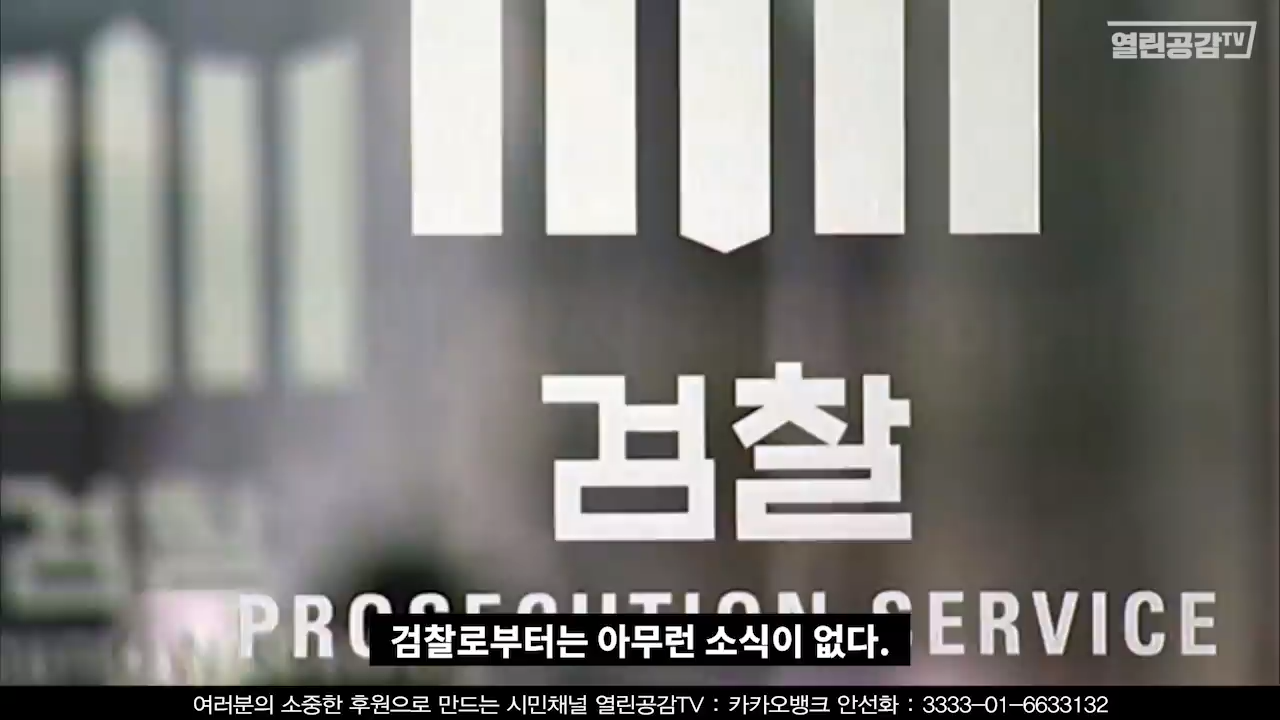 열린공감TV
검찰
PROSECUTION SERVICE
검찰로부터는 아무런 소식이 없다.
여러분의 소중한 후원으로 만드는 시민채널 열린공감TV : 카카오뱅크 안선화 : 3333-01-6633132